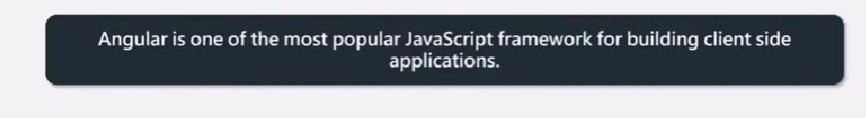 Angular is one of the most popular JavaScript framework for building client side
applications.